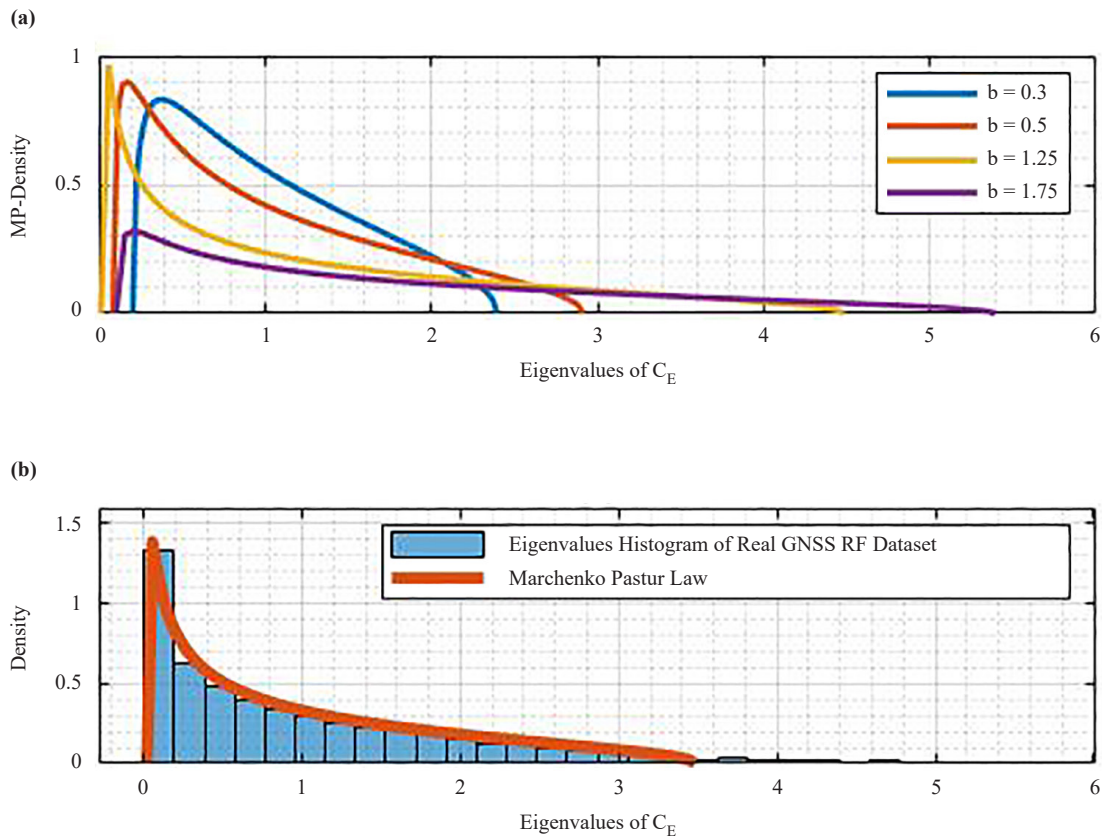 (a)
1
0.5
0
MP-Density
b = 0.3
b = 0.5
b = 1.25
b = 1.75
0 1 2 3 4 5 6
Eigenvalues of C_E
(b)
1.5
1
0.5
0
Density
Eigenvalues Histogram of Real GNSS RF Dataset
Marchenko Pastur Law
0 1 2 3 4 5 6
Eigenvalues of C_E